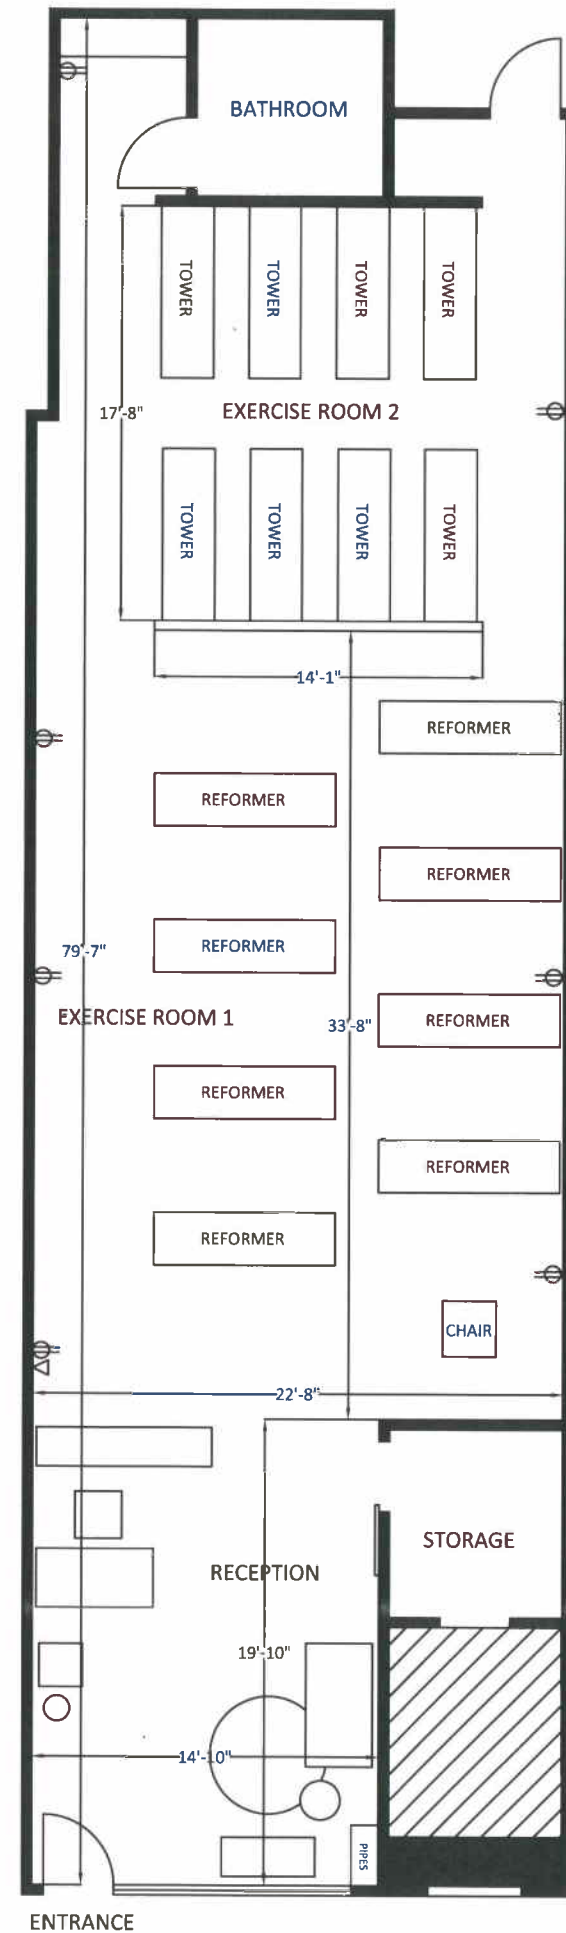 BATHROOM
TOWER
TOWER
TOWER
TOWER
17'-8"
EXERCISE ROOM 2
TOWER
TOWER
TOWER
TOWER
14'-1"
REFORMER
REFORMER
REFORMER
REFORMER
79'-7"
EXERCISE ROOM 1
33'-8"
REFORMER
REFORMER
REFORMER
REFORMER
CHAIR
22'-8"
STORAGE
RECEPTION
19'-10"
14'-10"
PIPES
ENTRANCE